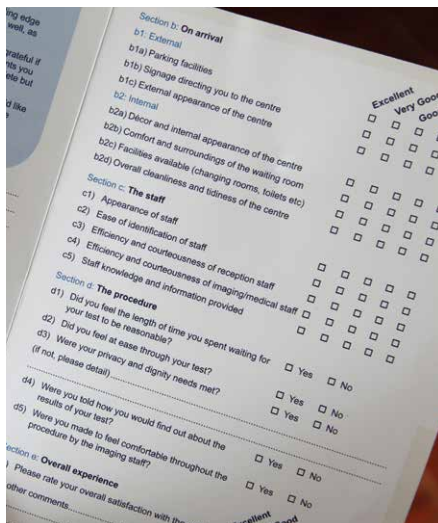 ng edge
well, as
grateful if
nts you
ete but
d like
Section b: On arrival
b1: External
b1a) Parking facilities
b1b) Signage directing you to the centre
b1c) External appearance of the centre
b2: Internal
b2a) Décor and internal appearance of the centre
b2b) Comfort and surroundings of the waiting room
b2c) Facilities available (changing rooms, toilets etc)
b2d) Overall cleanliness and tidiness of the centre
Section c: The staff
c1) Appearance of staff
c2) Ease of identification of staff
c3) Efficiency and courteousness of reception staff
c4) Efficiency and courteousness of imaging/medical staff
c5) Staff knowledge and information provided
Section d: The procedure
d1) Did you feel the length of time you spent waiting for
your test to be reasonable? Yes No
d2) Did you feel at ease through your test? Yes No
d3) Were your privacy and dignity needs met? Yes No
(if not, please detail)
d4) Were you told how you would find out about the
results of your test? Yes No
d5) Were you made to feel comfortable throughout the
procedure by the imaging staff? Yes No
ection e: Overall experience
) Please rate your overall satisfaction with the
other comments
Excellent
Very Good
Good
xcellent